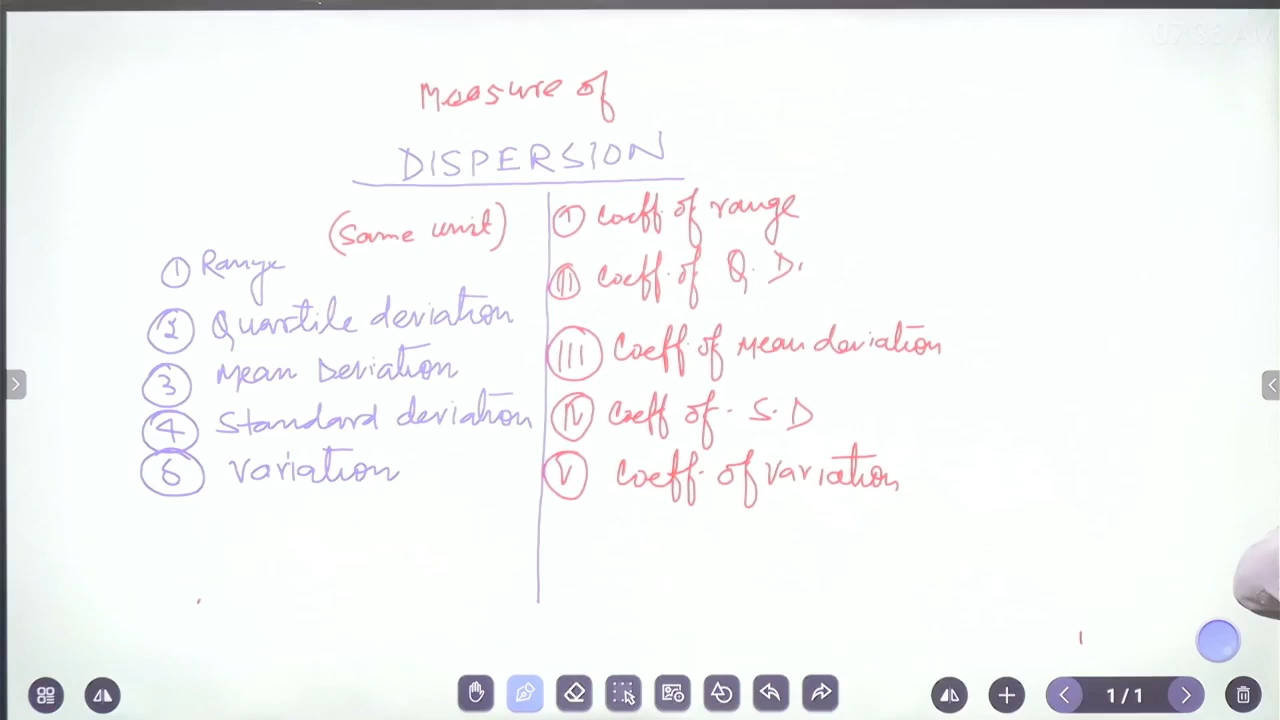 Measure of
DISPERSION
(Same unit)
① Range
② Quartile deviation
③ Mean Deviation
④ Standard deviation
⑥ Variation
Ⓘ Coeff. of range
II Coeff. of Q. D.
III Coeff of Mean deviation
IV Coeff of. S.D
V Coeff. of variation
1/1